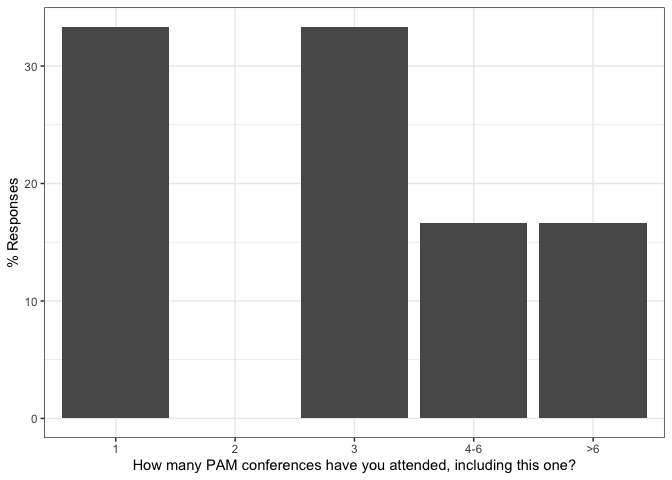 % Responses
30
20
10
0
1 2 3 4-6 >6
How many PAM conferences have you attended, including this one?